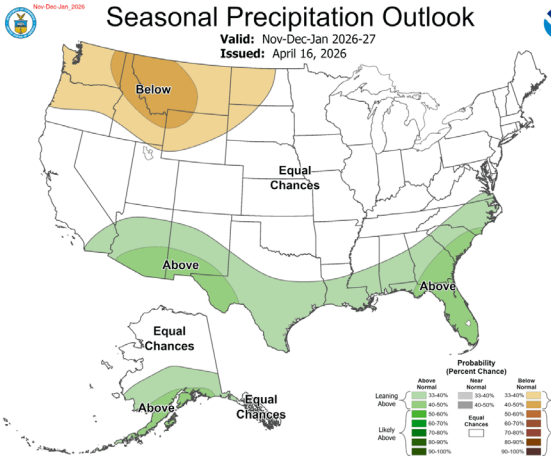 Nov-Dec-Jan_2026
Seasonal Precipitation Outlook
Valid: Nov-Dec-Jan 2026-27
Issued: April 16, 2026
Below
Equal
Chances
Above
Above
Equal
Chances
Above
Equal
Chances
Probability
(Percent Chance)
Above
Normal
Near
Normal
Below
Normal
Leaning
Above
33-40%
40-50%
50-60%
60-70%
70-80%
80-90%
90-100%
Likely
Above
33-40%
40-50%
Equal
Chances
33-40%
40-50%
50-60%
60-70%
70-80%
80-90%
90-100%